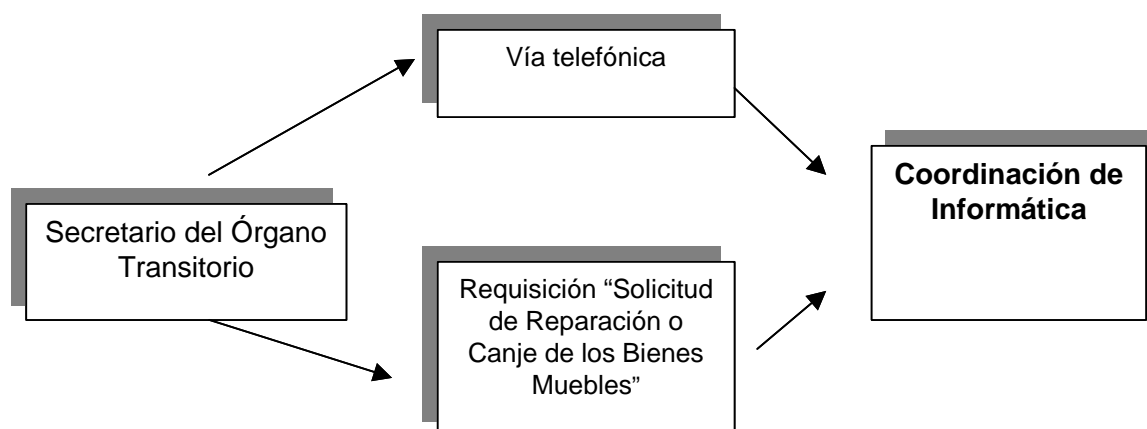 Vía telefónica
Coordinación de
Informática
Secretario del Órgano
Transitorio
Requisición “Solicitud
de Reparación o
Canje de los Bienes
Muebles”